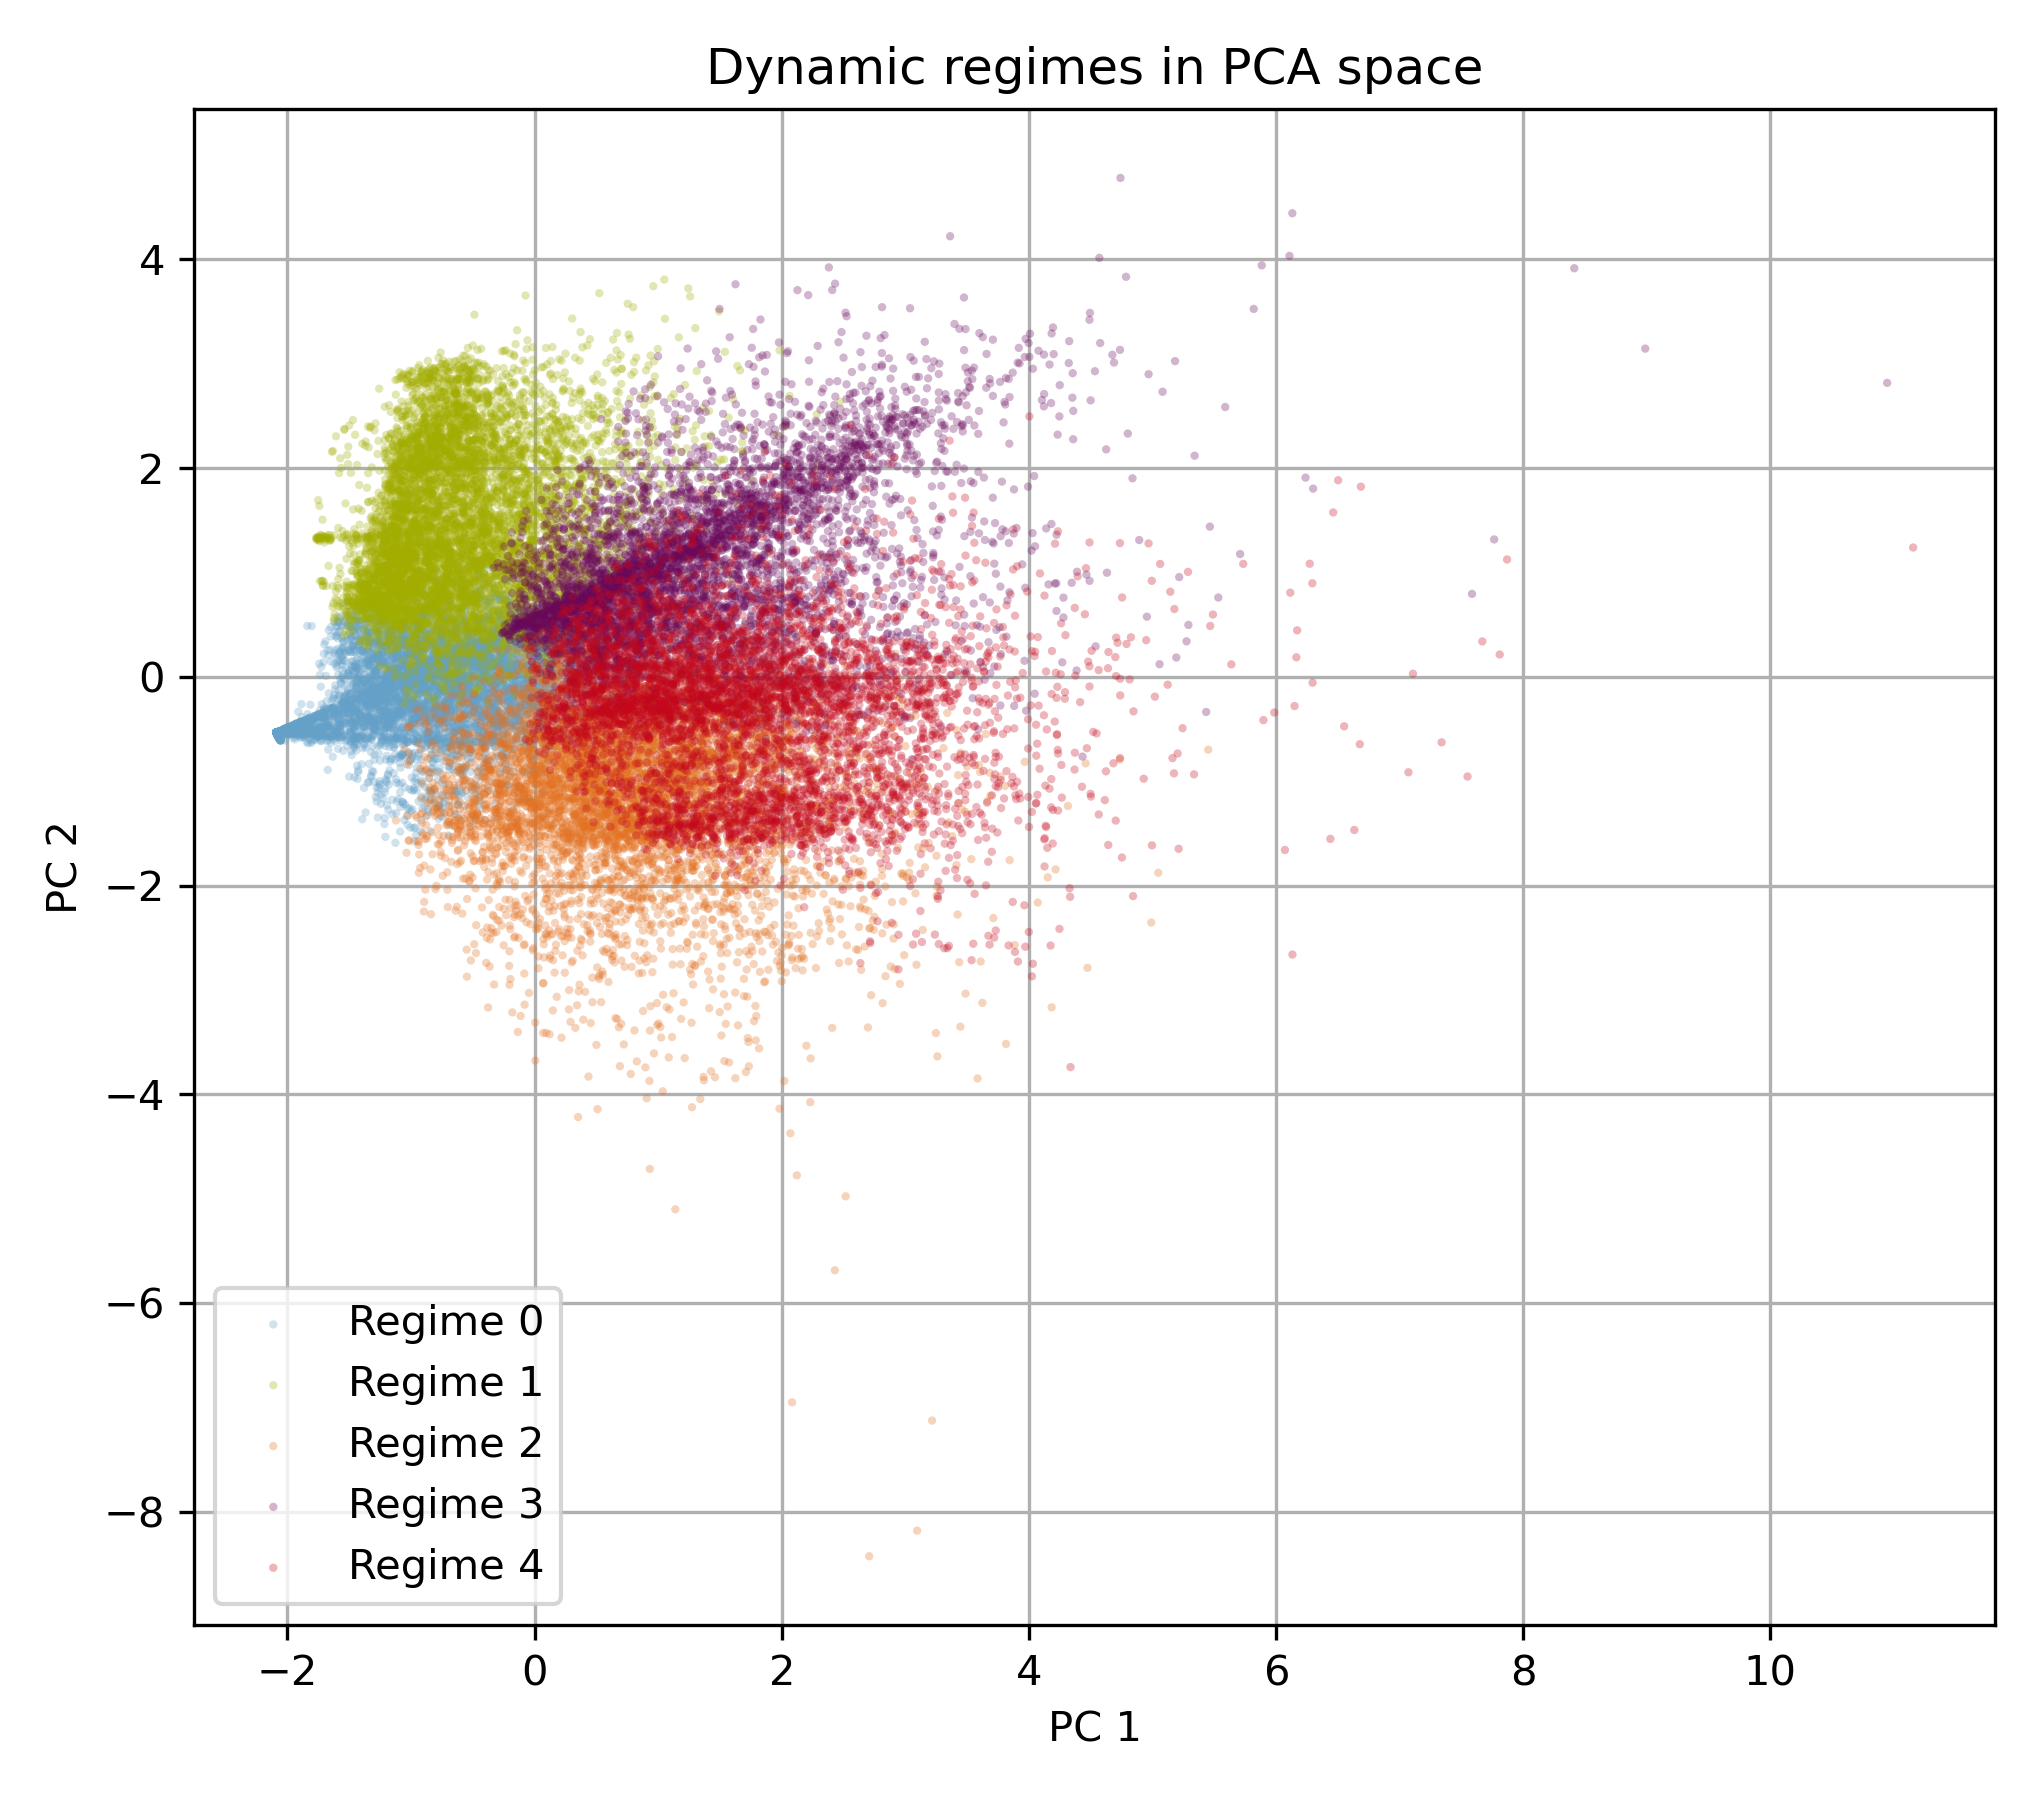 Dynamic regimes in PCA space
4
2
0
−2
−4
−6
−8
PC 2
Regime 0
Regime 1
Regime 2
Regime 3
Regime 4
−2 0 2 4 6 8 10
PC 1